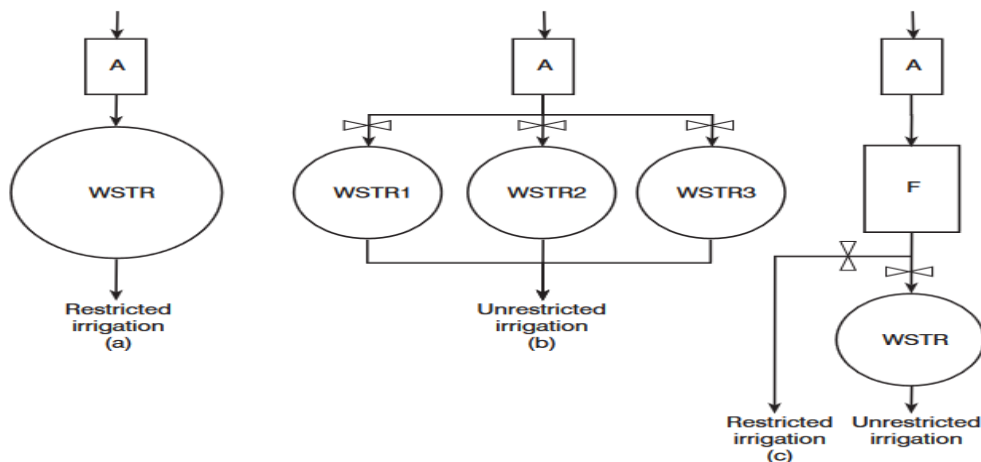 A
WSTR
Restricted
irrigation
(a)
A
WSTR1
WSTR2
WSTR3
Unrestricted
irrigation
(b)
A
F
WSTR
Restricted
irrigation
(c)
Unrestricted
irrigation